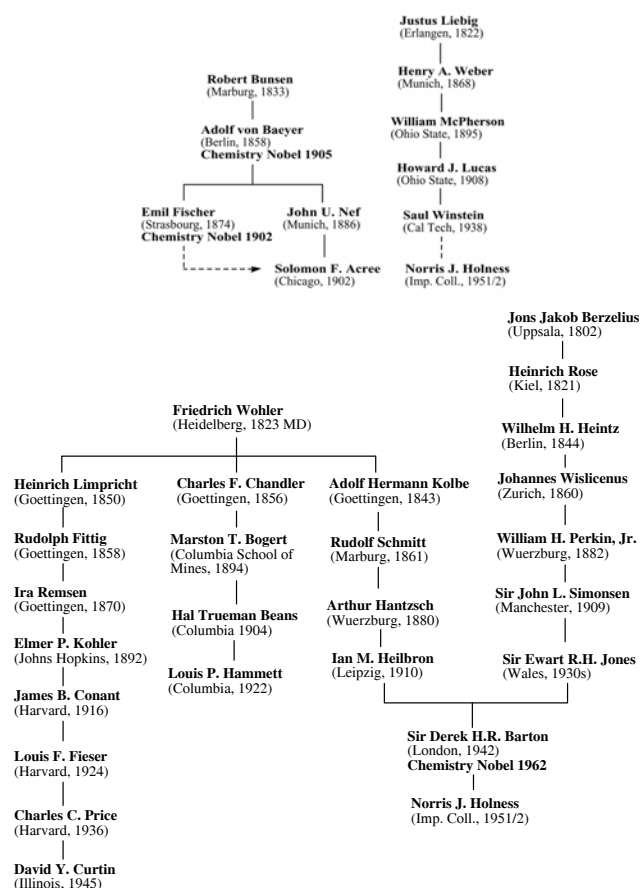 Justus Liebig
(Erlangen, 1822)
Henry A. Weber
(Munich, 1868)
William McPherson
(Ohio State, 1895)
Howard J. Lucas
(Ohio State, 1908)
Saul Winstein
(Cal Tech, 1938)
Norris J. Holness
(Imp. Coll., 1951/2)
Robert Bunsen
(Marburg, 1833)
Adolf von Baeyer
(Berlin, 1858)
Chemistry Nobel 1905
Emil Fischer
(Strasbourg, 1874)
Chemistry Nobel 1902
John U. Nef
(Munich, 1886)
Solomon F. Acree
(Chicago, 1902)
Friedrich Wohler
(Heidelberg, 1823 MD)
Heinrich Limpricht
(Goettingen, 1850)
Rudolph Fittig
(Goettingen, 1858)
Ira Remsen
(Goettingen, 1870)
Elmer P. Kohler
(Johns Hopkins, 1892)
James B. Conant
(Harvard, 1916)
Louis F. Fieser
(Harvard, 1924)
Charles C. Price
(Harvard, 1936)
David Y. Curtin
(Illinois, 1945)
Charles F. Chandler
(Goettingen, 1856)
Marston T. Bogert
(Columbia School of
Mines, 1894)
Hal Trueman Beans
(Columbia 1904)
Louis P. Hammett
(Columbia, 1922)
Adolf Hermann Kolbe
(Goettingen, 1843)
Rudolf Schmitt
(Marburg, 1861)
Arthur Hantzsch
(Wuerzburg, 1880)
Ian M. Heilbron
(Leipzig, 1910)
Jons Jakob Berzelius
(Uppsala, 1802)
Heinrich Rose
(Kiel, 1821)
Wilhelm H. Heintz
(Berlin, 1844)
Johannes Wislicenus
(Zurich, 1860)
William H. Perkin, Jr.
(Wuerzburg, 1882)
Sir John L. Simonsen
(Manchester, 1909)
Sir Ewart R.H. Jones
(Wales, 1930s)
Sir Derek H.R. Barton
(London, 1942)
Chemistry Nobel 1962
Norris J. Holness
(Imp. Coll., 1951/2)